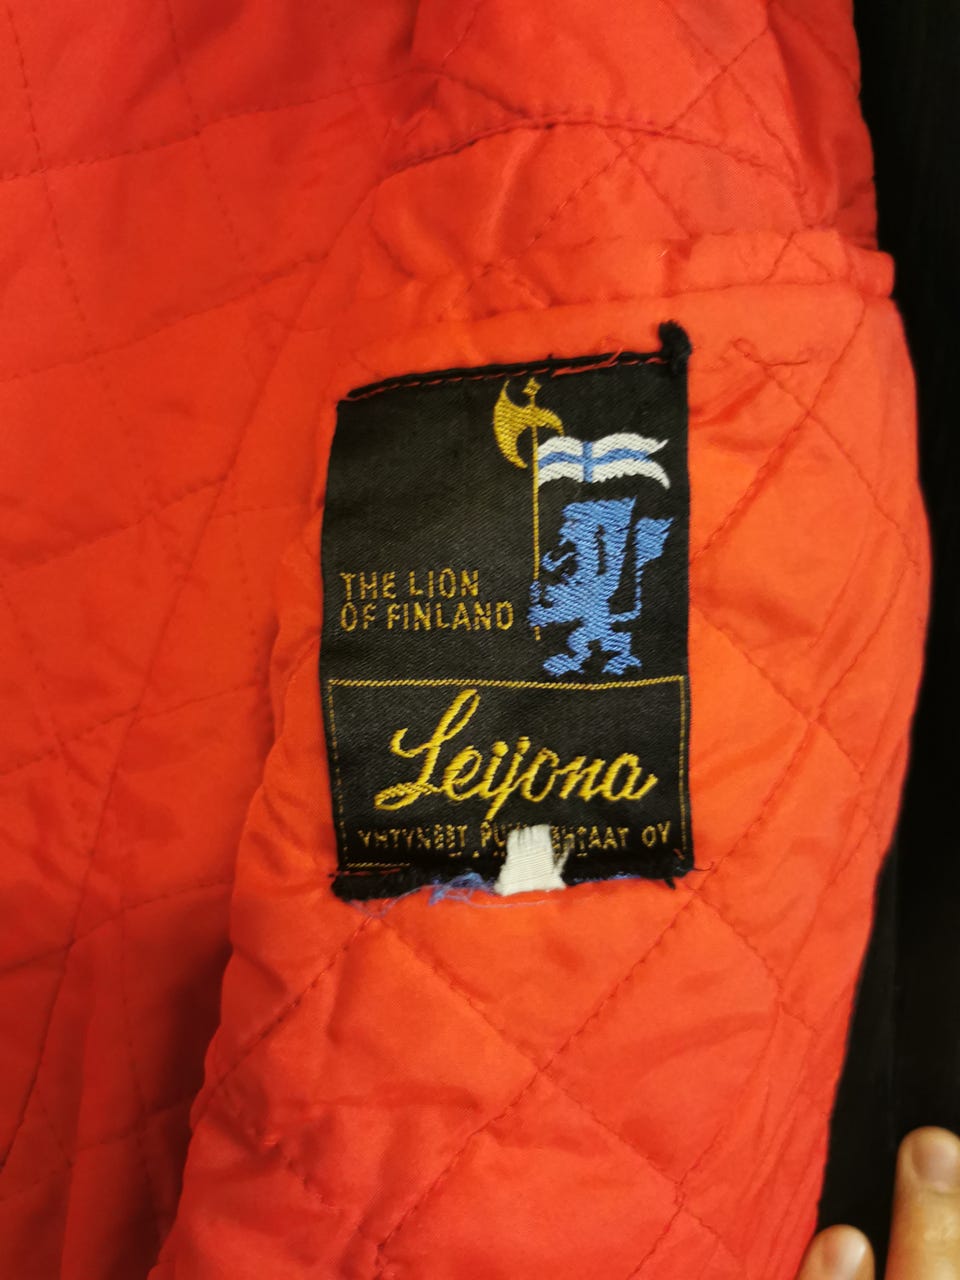 THE LION
OF FINLAND
Leijona
YHTYNEET OY